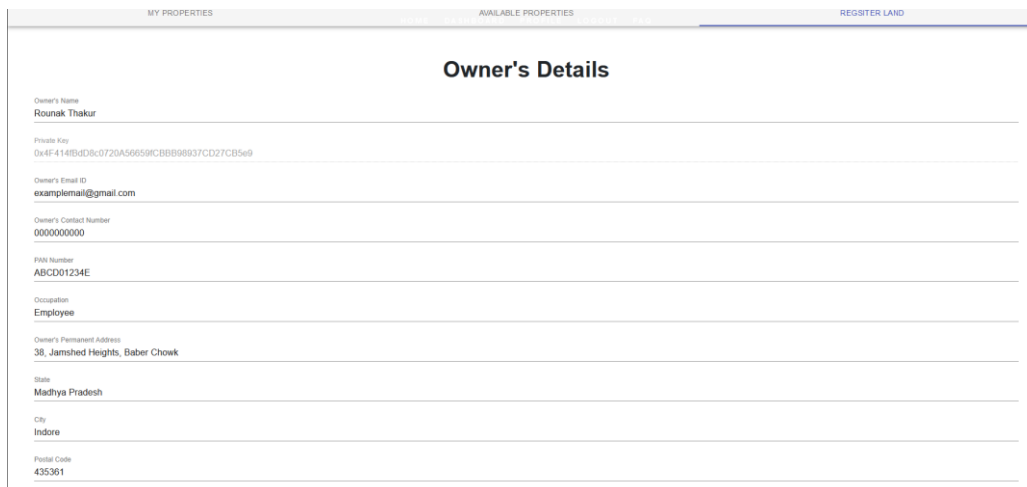 MY PROPERTIES AVAILABLE PROPERTIES REGSITER LAND
Owner's Details
Owner's Name
Rounak Thakur
Private Key
0x4F414fBdD8c0720A56659fCBBB98937CD27CB5e9
Owner's Email ID
examplemail@gmail.com
Owner's Contact Number
0000000000
PAN Number
ABCD01234E
Occupation
Employee
Owner's Permanent Address
38, Jamshed Heights, Baber Chowk
State
Madhya Pradesh
City
Indore
Postal Code
435361